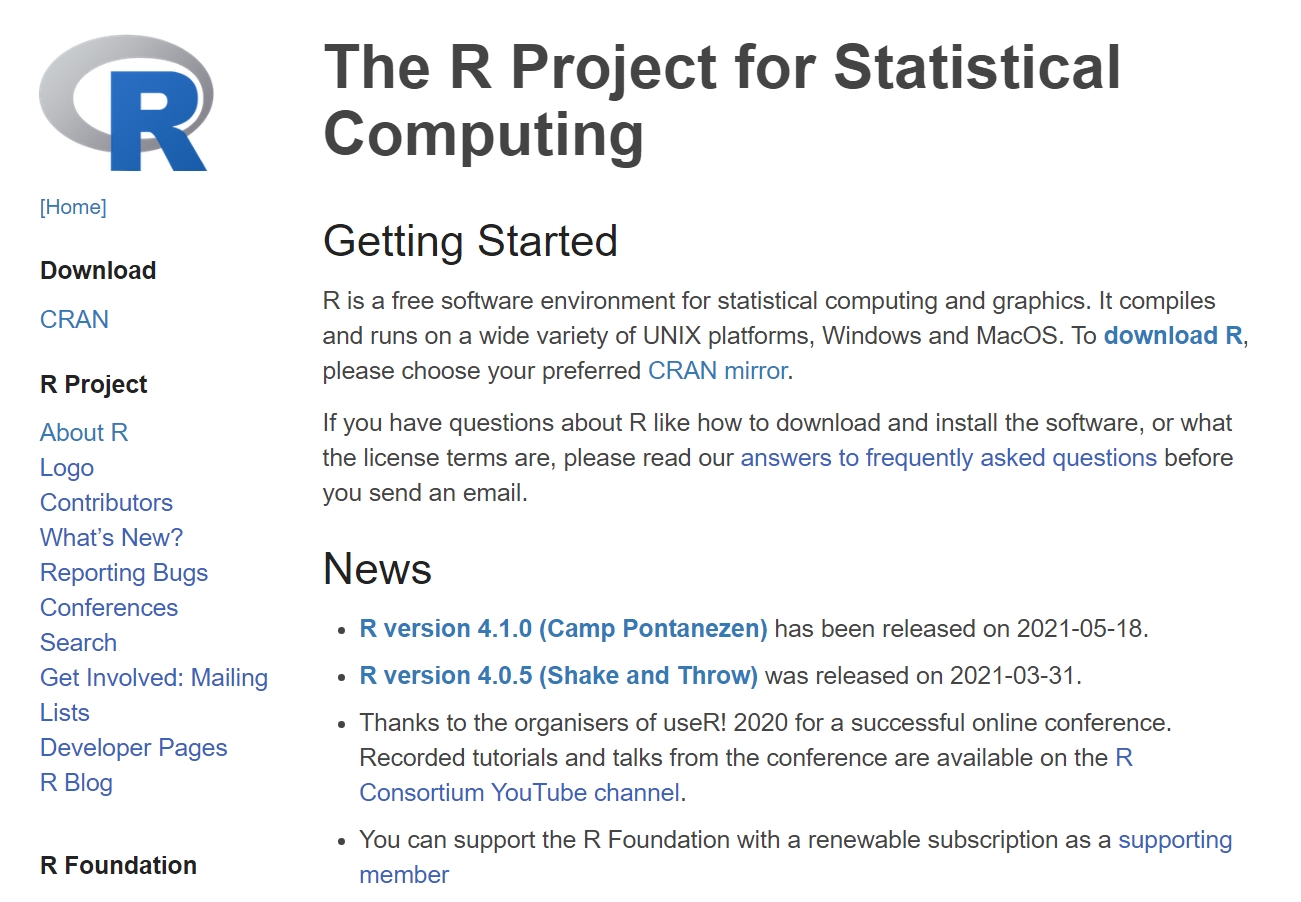 R
[Home]
Download
CRAN
R Project
About R
Logo
Contributors
What’s New?
Reporting Bugs
Conferences
Search
Get Involved: Mailing
Lists
Developer Pages
R Blog
R Foundation
The R Project for Statistical
Computing
Getting Started
R is a free software environment for statistical computing and graphics. It compiles
and runs on a wide variety of UNIX platforms, Windows and MacOS. To download R,
please choose your preferred CRAN mirror.
If you have questions about R like how to download and install the software, or what
the license terms are, please read our answers to frequently asked questions before
you send an email.
News
• R version 4.1.0 (Camp Pontanezen) has been released on 2021-05-18.
• R version 4.0.5 (Shake and Throw) was released on 2021-03-31.
• Thanks to the organisers of useR! 2020 for a successful online conference.
Recorded tutorials and talks from the conference are available on the R
Consortium YouTube channel.
• You can support the R Foundation with a renewable subscription as a supporting
member